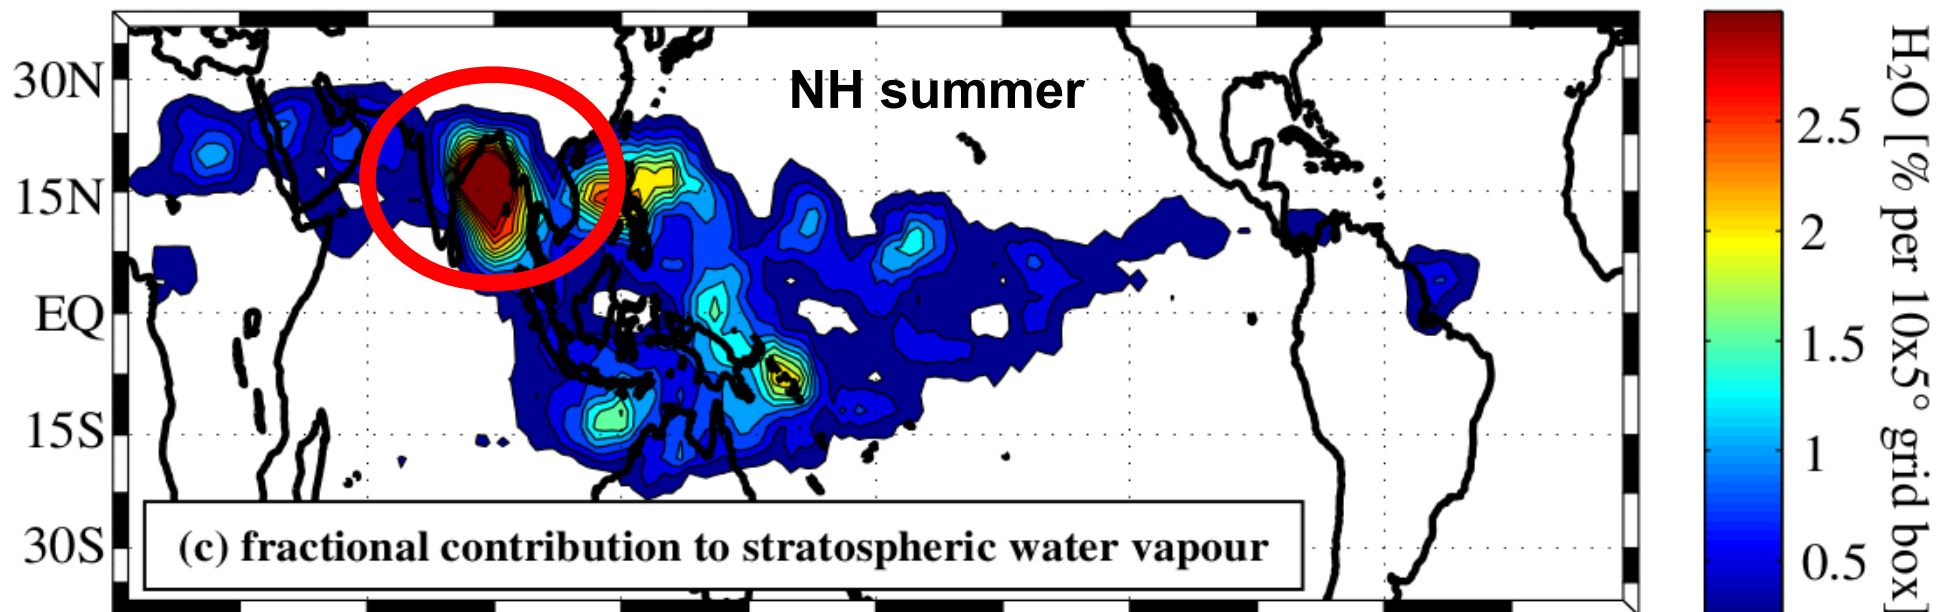 30N
15N
EQ
15S
30S
NH summer
(c) fractional contribution to stratospheric water vapour
2.5
2
1.5
1
0.5
H₂O [% per 10x5° grid box]